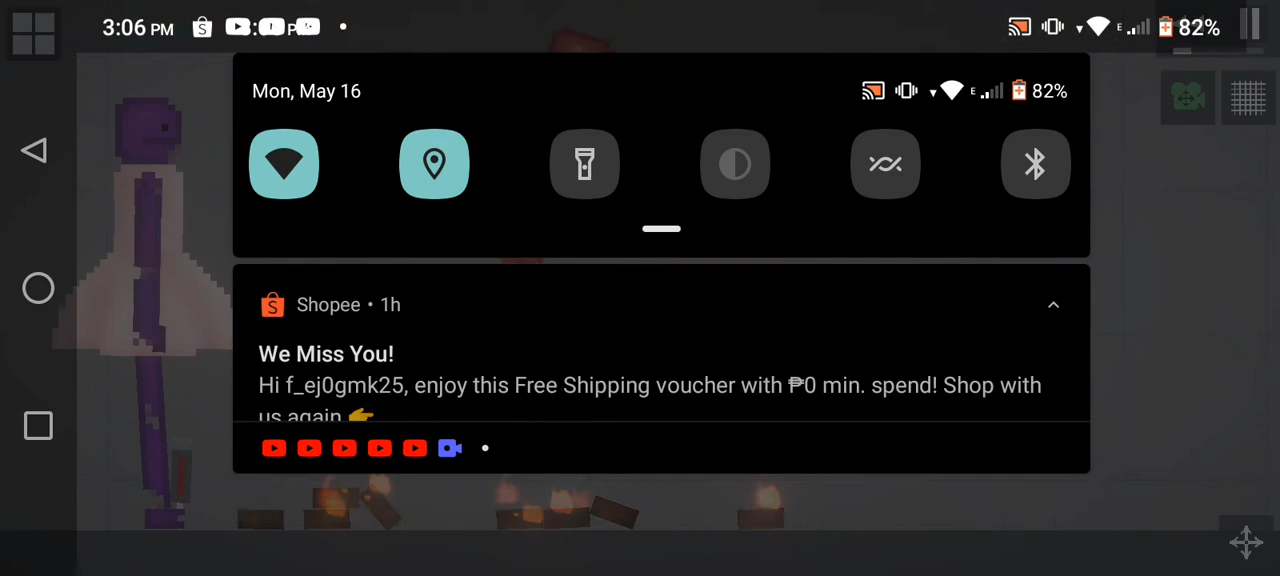 3:06 PM
E
82%
Mon, May 16
E
82%
Shopee • 1h
We Miss You!
Hi f_ej0gmk25, enjoy this Free Shipping voucher with ₱0 min. spend! Shop with
us again 👉